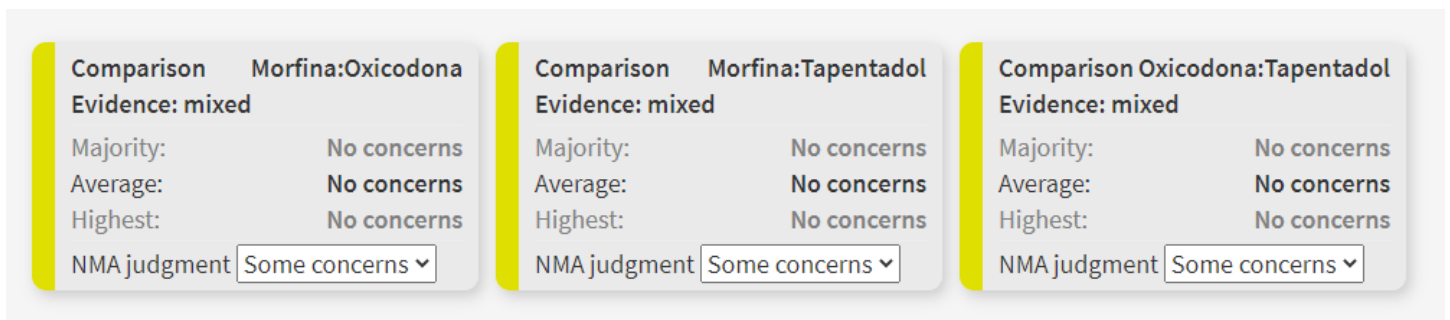 Comparison Morfina:Oxicodona
Evidence: mixed
Majority: No concerns
Average: No concerns
Highest: No concerns
NMA judgment Some concerns
Comparison Morfina:Tapentadol
Evidence: mixed
Majority: No concerns
Average: No concerns
Highest: No concerns
NMA judgment Some concerns
Comparison Oxicodona:Tapentadol
Evidence: mixed
Majority: No concerns
Average: No concerns
Highest: No concerns
NMA judgment Some concerns